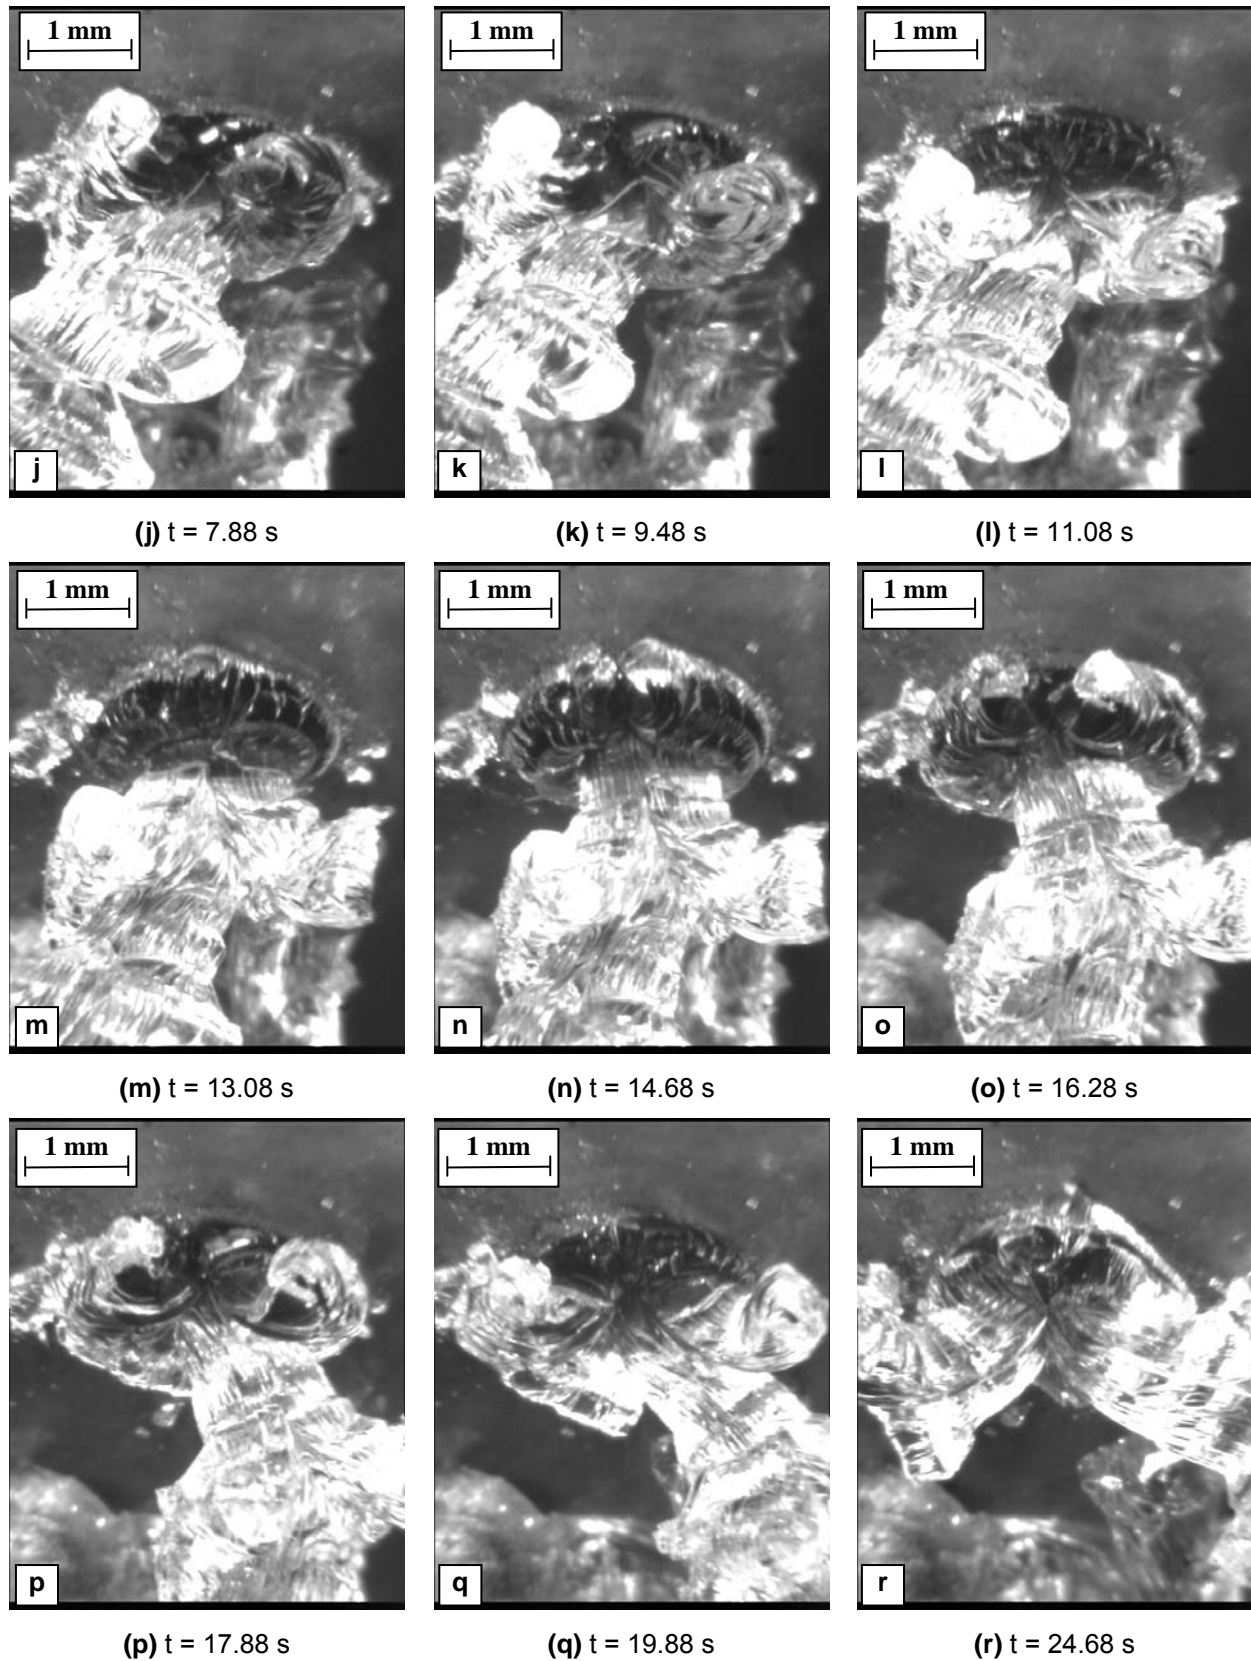 1 mm 1 mm 1 mm
j k l
(j) t = 7.88 s (k) t = 9.48 s (l) t = 11.08 s
1 mm 1 mm 1 mm
m n o
(m) t = 13.08 s (n) t = 14.68 s (o) t = 16.28 s
1 mm 1 mm 1 mm
p q r
(p) t = 17.88 s (q) t = 19.88 s (r) t = 24.68 s